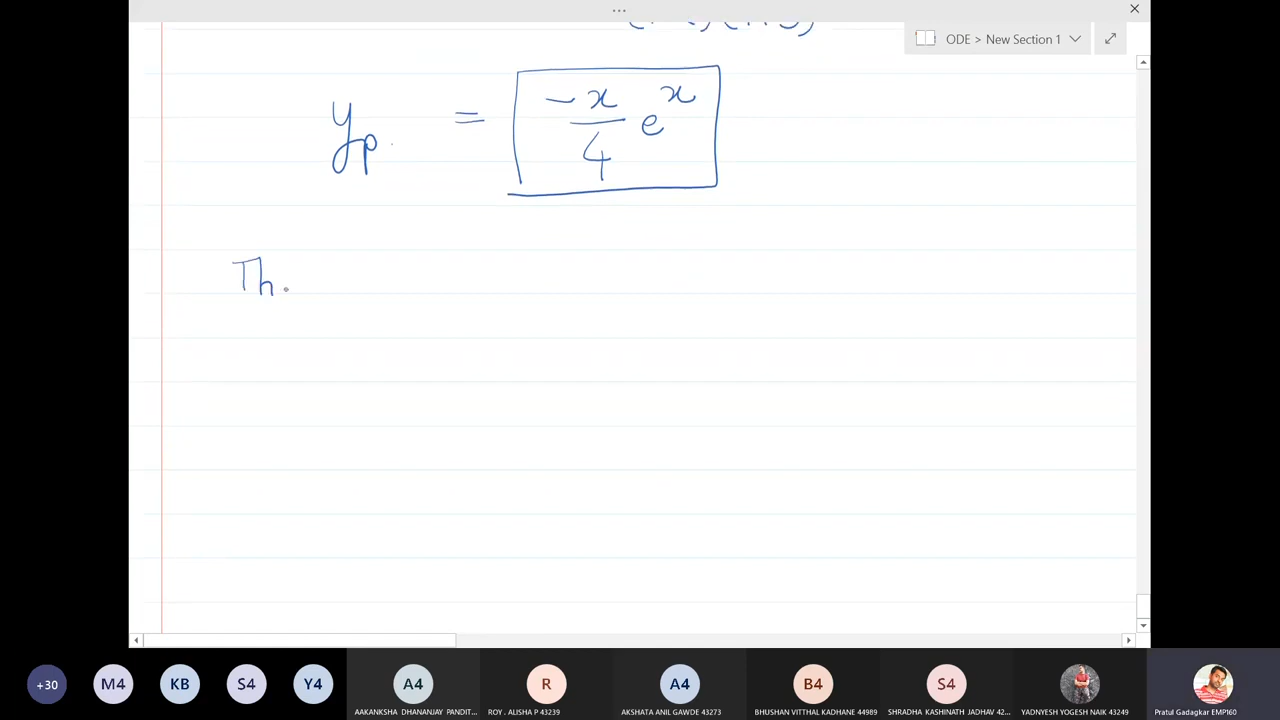 ODE > New Section 1
y_p = -x/4 e^x
Th
+30
M4
KB
S4
Y4
A4
R
A4
B4
S4
AAKANKSHA DHANANJAY PANDIT...
ROY . ALISHA P 43239
AKSHATA ANIL GAWDE 43273
BHUSHAN VITTHAL KADHANE 44989
SHRADHA KASHINATH JADHAV 42...
YADNYESH YOGESH NAIK 43249
Pratul Gadagkar EMP160